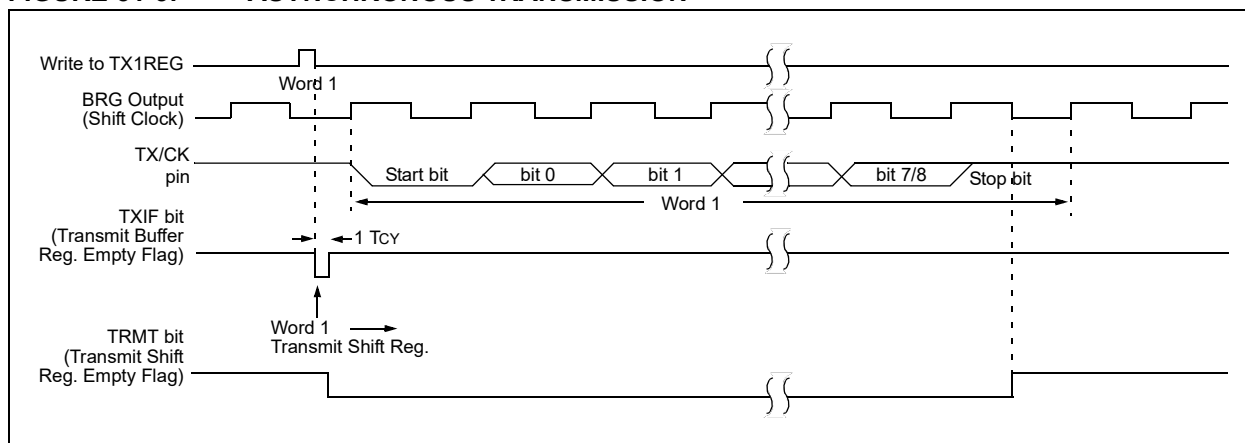 Write to TX1REG
Word 1
BRG Output
(Shift Clock)
TX/CK
pin
Start bit
bit 0
bit 1
bit 7/8
Stop bit
Word 1
TXIF bit
(Transmit Buffer
Reg. Empty Flag)
1 TCY
Word 1
Transmit Shift Reg.
TRMT bit
(Transmit Shift
Reg. Empty Flag)